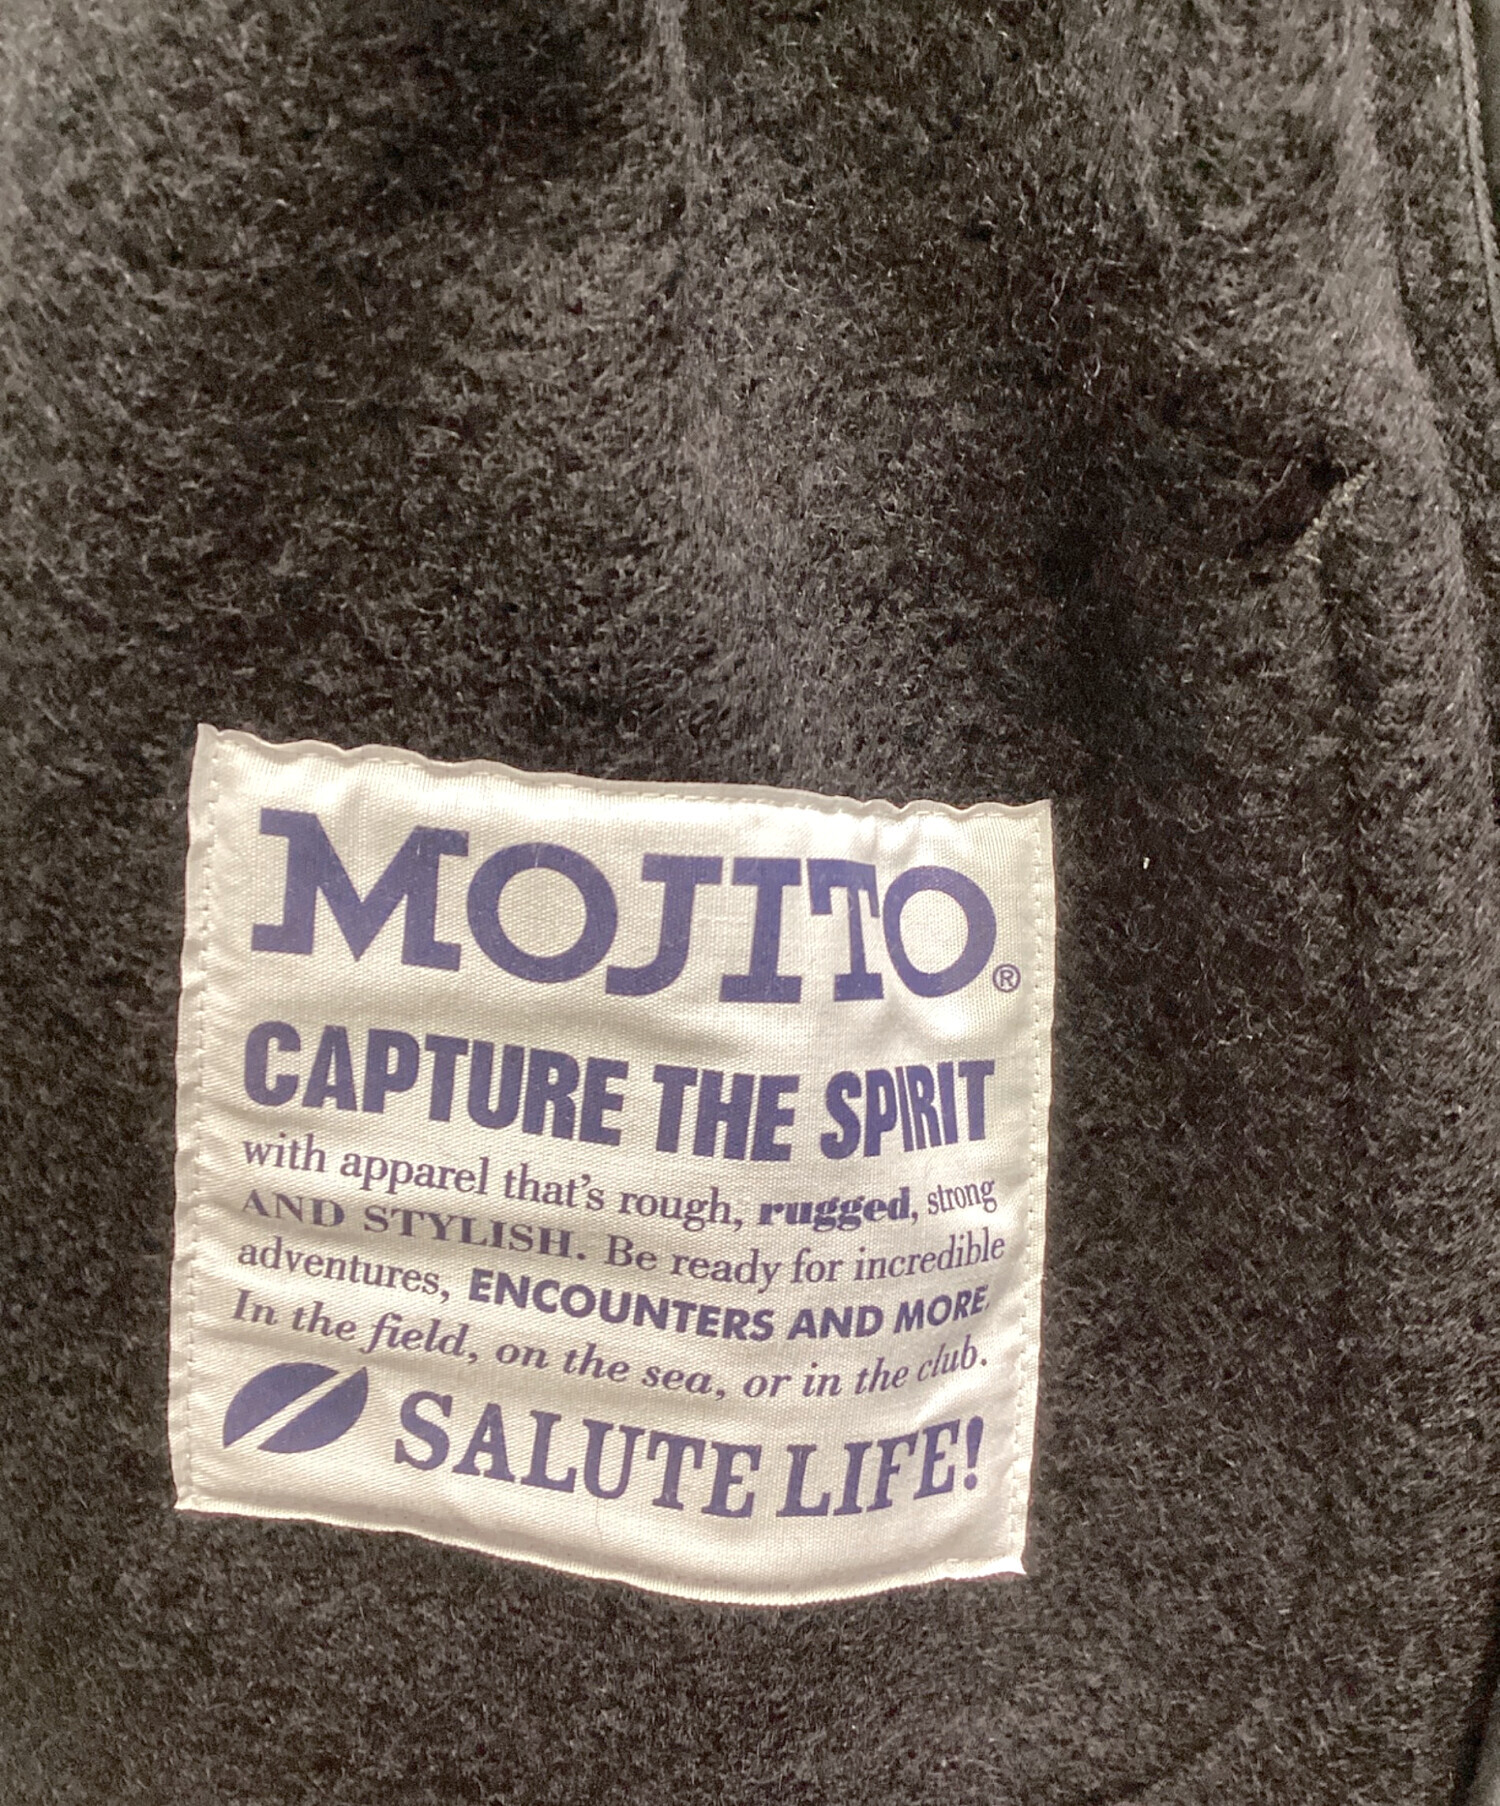 MOJITO®
CAPTURE THE SPIRIT
with apparel that's rough, rugged, strong
AND STYLISH. Be ready for incredible
adventures, ENCOUNTERS AND MORE.
In the field, on the sea, or in the club.
SALUTE LIFE!